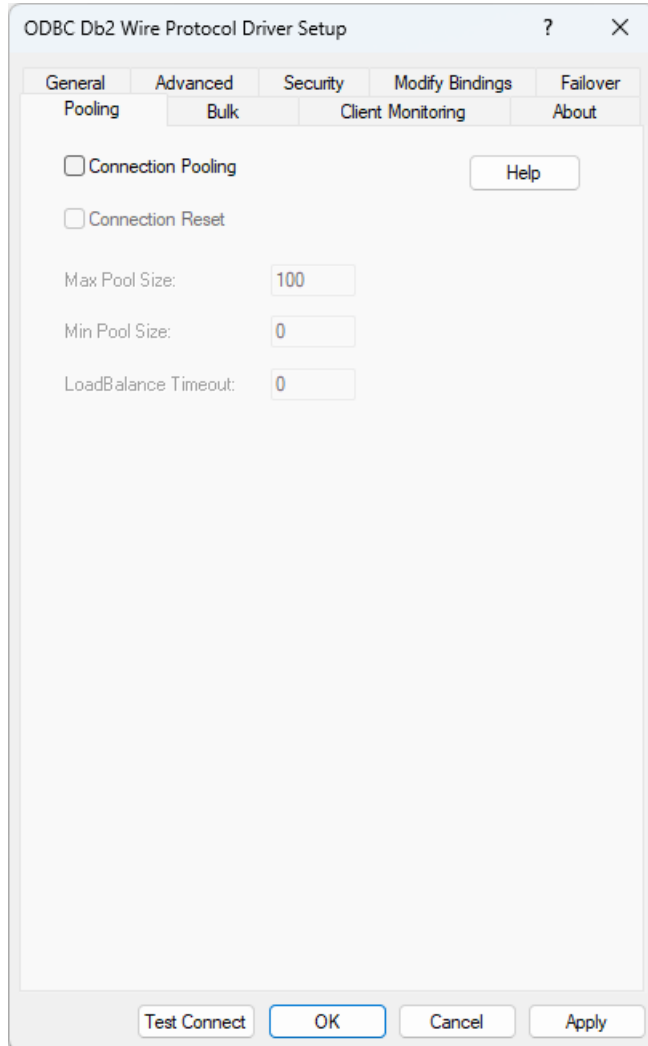 ODBC Db2 Wire Protocol Driver Setup ?
General Advanced Security Modify Bindings Failover
Pooling Bulk Client Monitoring About
Connection Pooling Help
Connection Reset
Max Pool Size: 100
Min Pool Size: 0
LoadBalance Timeout: 0
Test Connect OK Cancel Apply